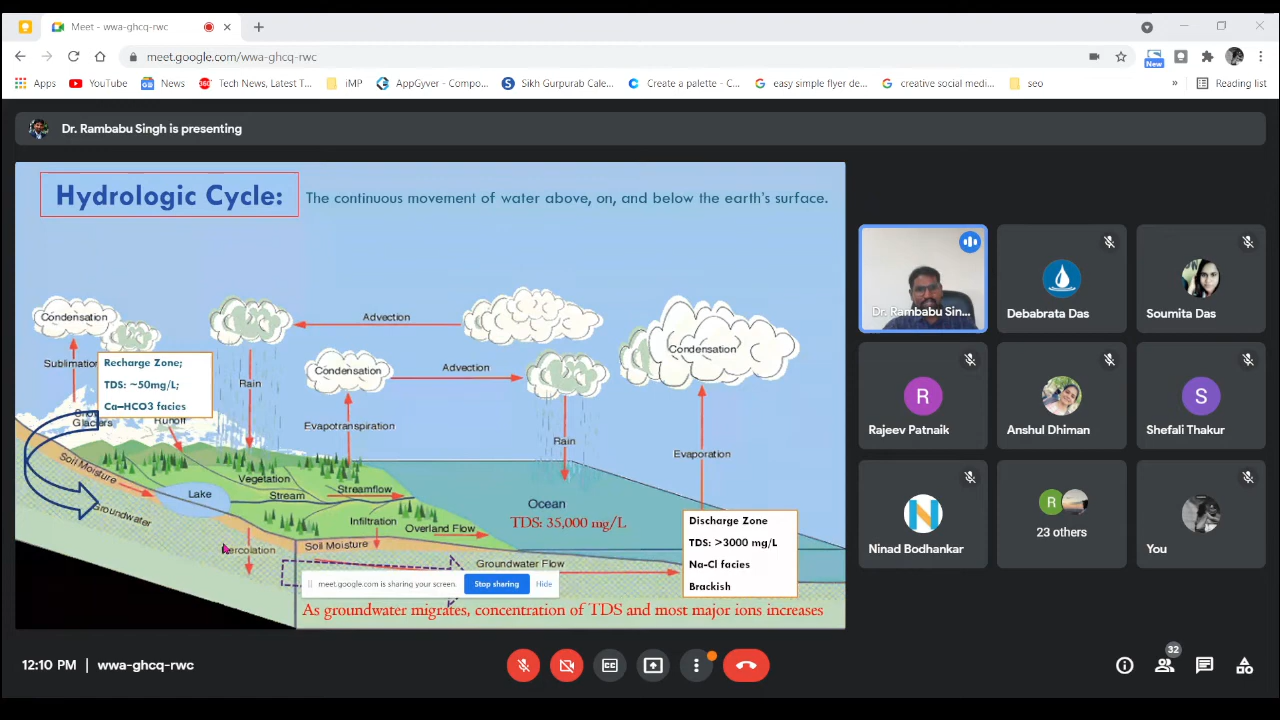 Meet - wwa-ghcq-rwc
meet.google.com/wwa-ghcq-rwc
New
Apps
YouTube
News
Tech News, Latest T...
iMP
AppGyver - Compo...
Sikh Gurpurab Cale...
Create a palette - C...
easy simple flyer de...
creative social medi...
seo
»
Reading list
Dr. Rambabu Singh is presenting
Hydrologic Cycle:
The continuous movement of water above, on, and below the earth's surface.
Condensation
Advection
Condensation
Condensation
Advection
Sublimation
Recharge Zone;
TDS: ~50mg/L;
Ca–HCO3 facies
Rain
Glaciers
Runoff
Evapotranspiration
Rain
Evaporation
Soil Moisture
Vegetation
Lake
Stream
Streamflow
Ocean
TDS: 35,000 mg/L
Groundwater
Infiltration
Overland Flow
Percolation
Soil Moisture
Groundwater Flow
Discharge Zone
TDS: >3000 mg/L
Na-Cl facies
Brackish
meet.google.com is sharing your screen.
Stop sharing
Hide
As groundwater migrates, concentration of TDS and most major ions increases
Dr. Rambabu Sin...
Debabrata Das
Soumita Das
R
Rajeev Patnaik
Anshul Dhiman
S
Shefali Thakur
N
Ninad Bodhankar
R
23 others
You
12:10 PM | wwa-ghcq-rwc
CC
32